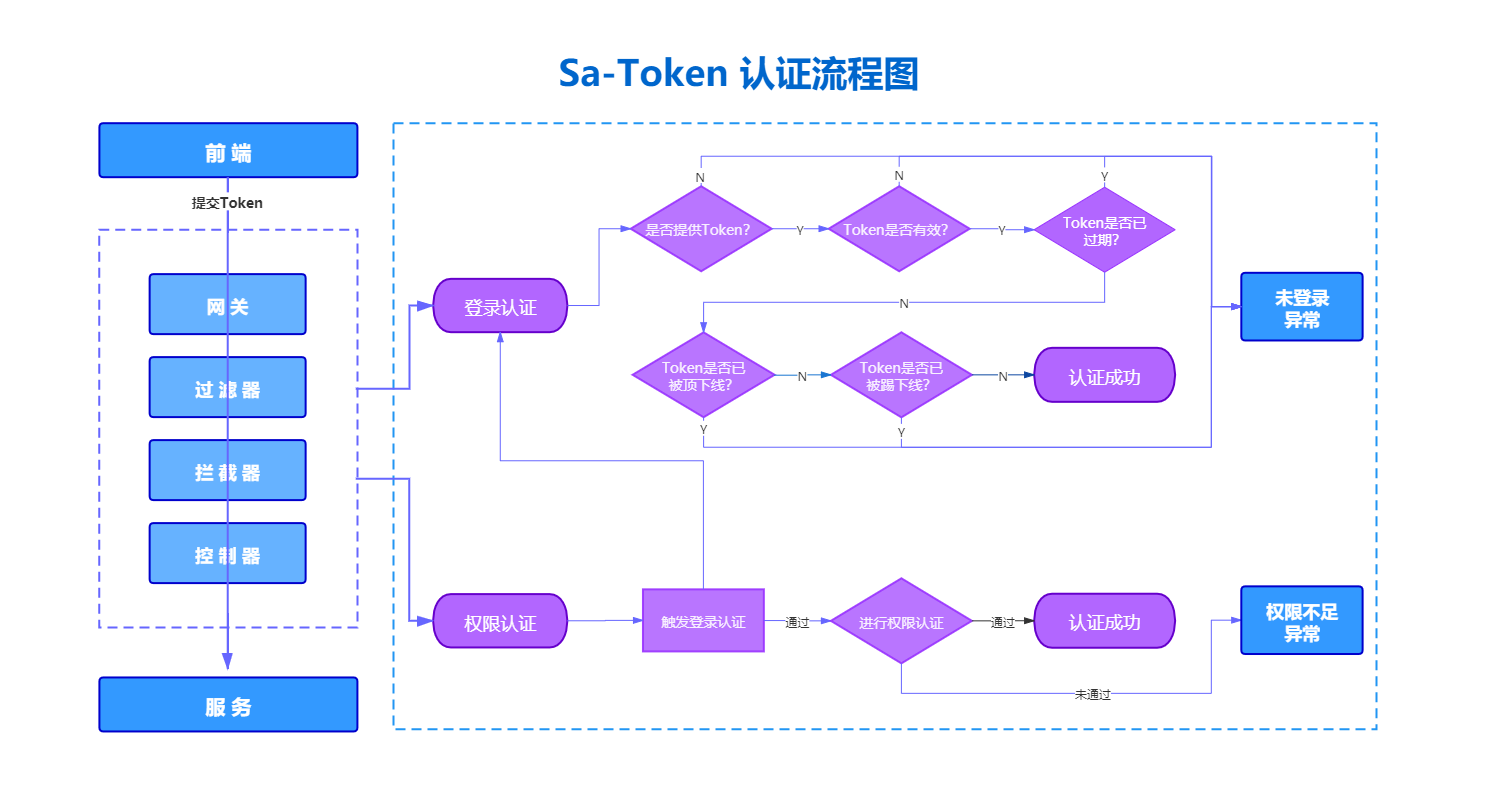 Sa-Token 认证流程图
前 端
提交Token
网 关
过 滤 器
拦 截 器
控 制 器
服 务
登录认证
N
是否提供Token?
Y
N
Token是否有效?
Y
Y
Token是否已
过期?
N
Token是否已
被顶下线?
Y
N
Token是否已
被踢下线?
Y
N
认证成功
未登录
异常
权限认证
触发登录认证
通过
进行权限认证
通过
认证成功
未通过
权限不足
异常